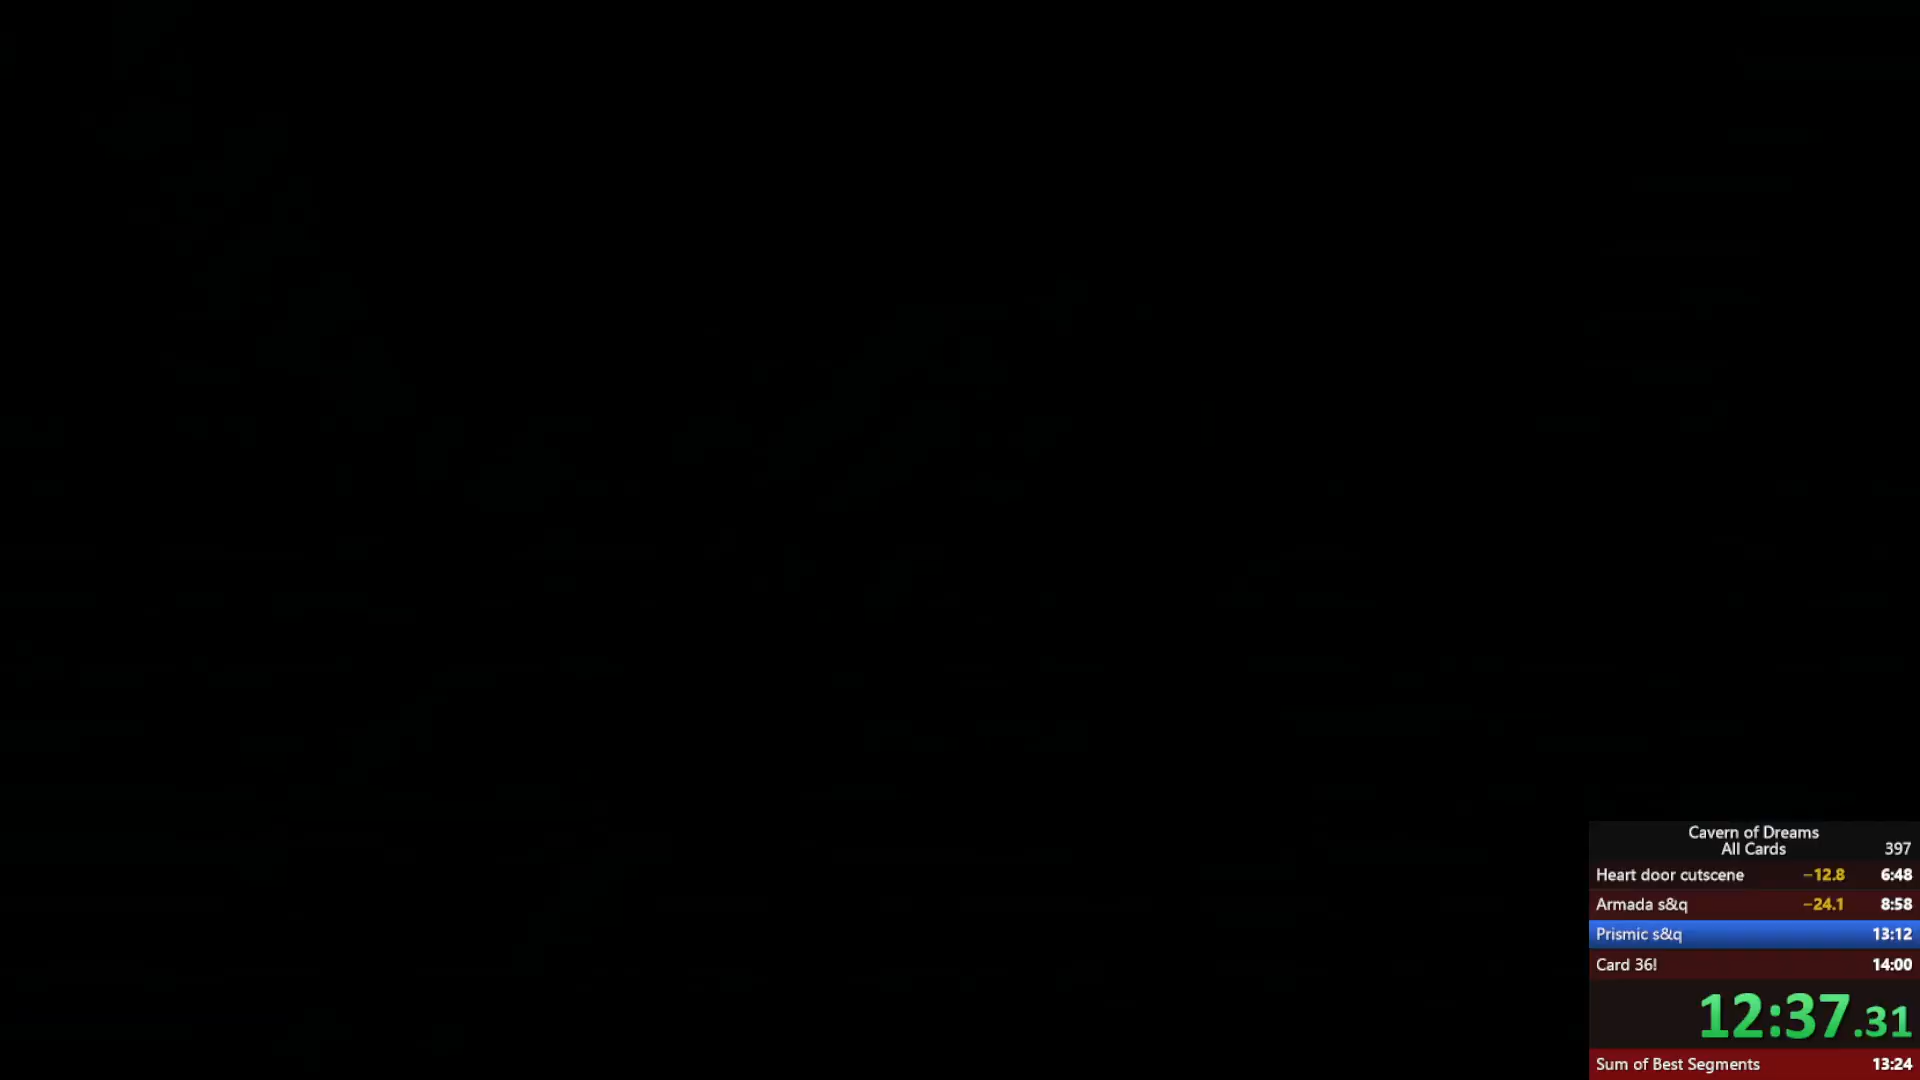 Cavern of Dreams
All Cards 397
Heart door cutscene −12.8 6:48
Armada s&q −24.1 8:58
Prismic s&q 13:12
Card 36! 14:00
12:37.31
Sum of Best Segments 13:24